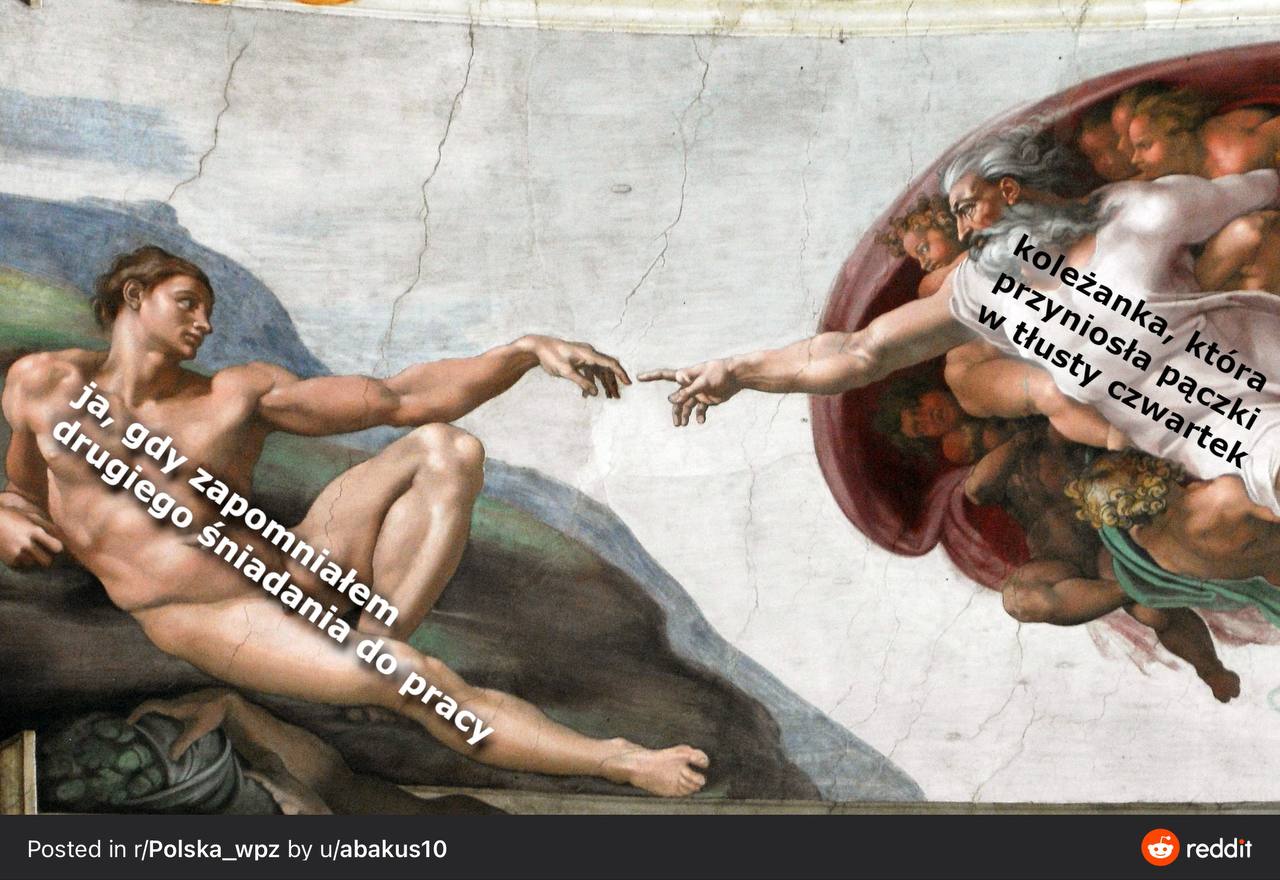 ja, gdy zapomniałem
drugiego śniadania do pracy
koleżanka, która
przyniosła pączki
w tłusty czwartek
Posted in r/Polska_wpz by u/abakus10
reddit